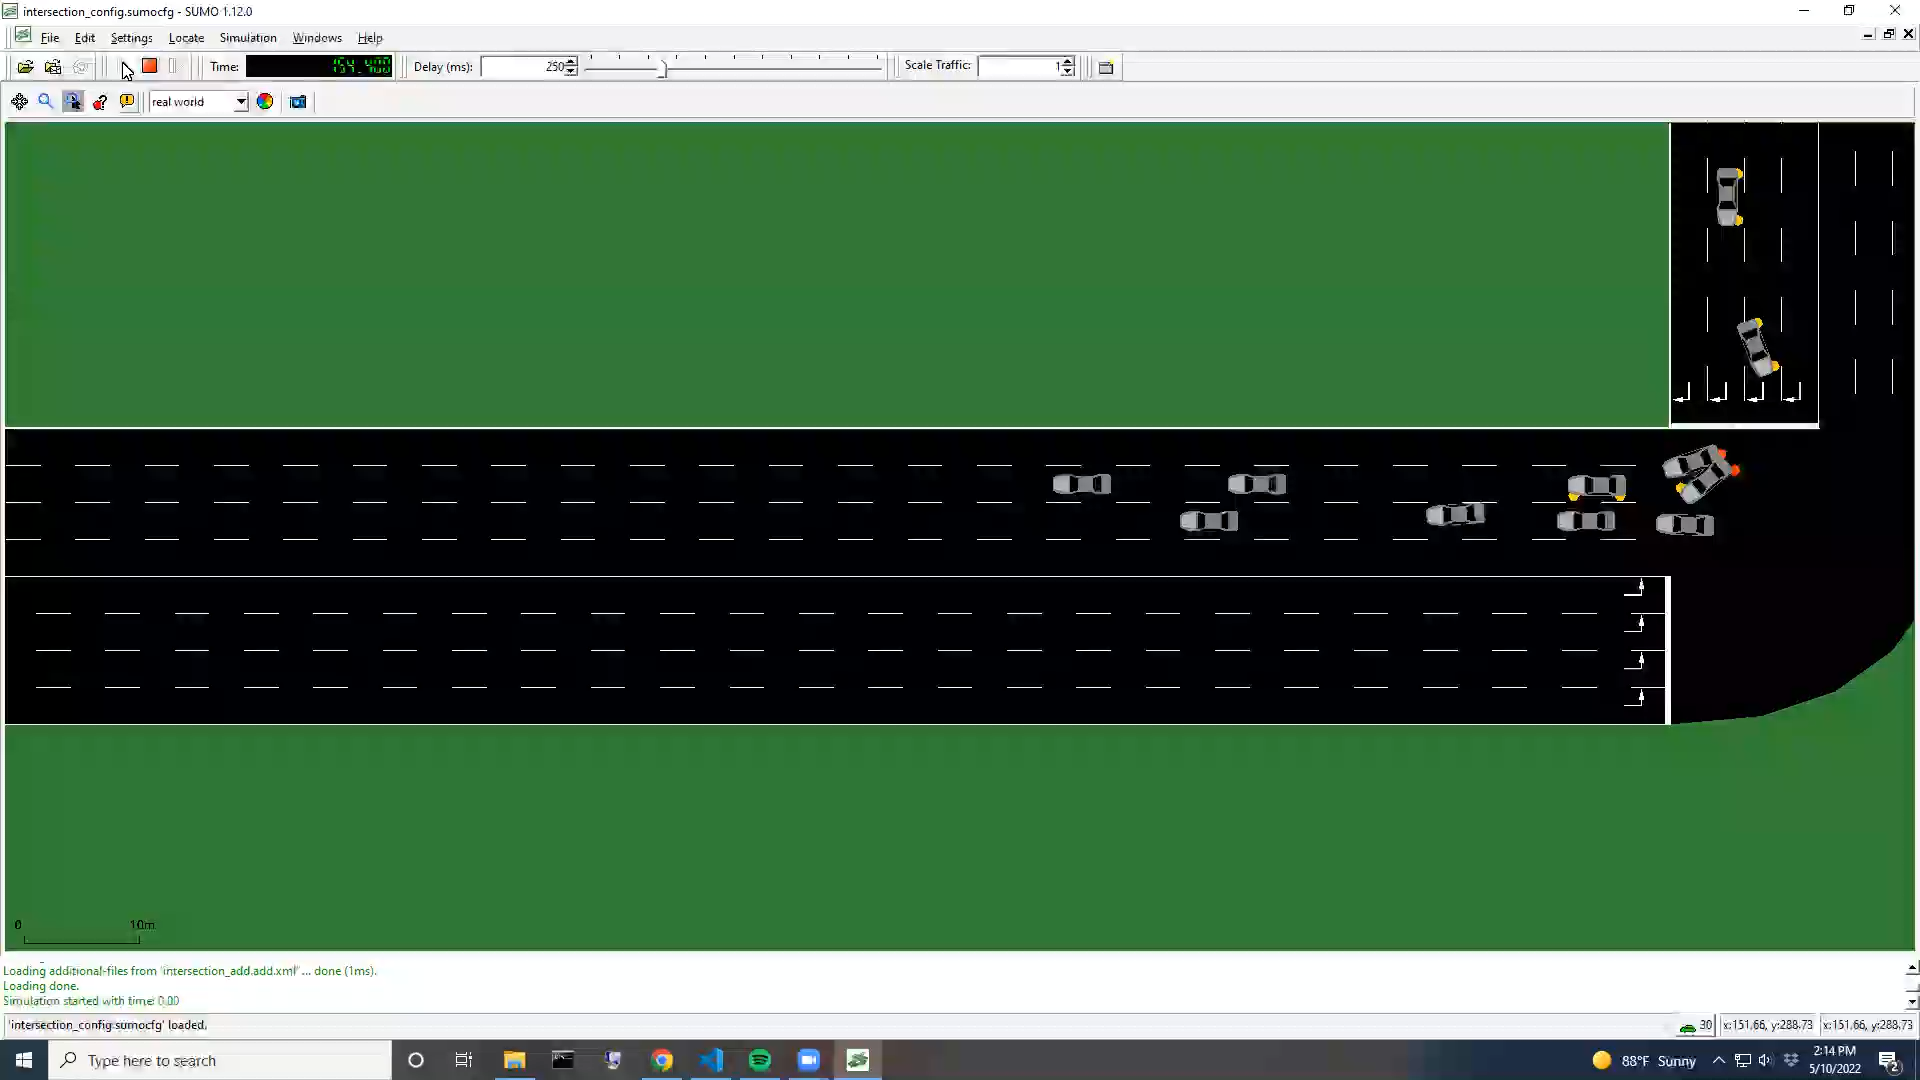 intersection_config.sumocfg - SUMO 1.12.0
File Edit Settings Locate Simulation Windows Help
Time: 154.400 Delay (ms): 250 Scale Traffic: 1
real world
0 10m
Loading additional-files from 'intersection_add.add.xml' ... done (1ms).
Loading done.
Simulation started with time: 0.00
'intersection_config.sumocfg' loaded.
30 x:151.66, y:288.73 x:151.66, y:288.73
Type here to search
88°F Sunny
2:14 PM
5/10/2022
2